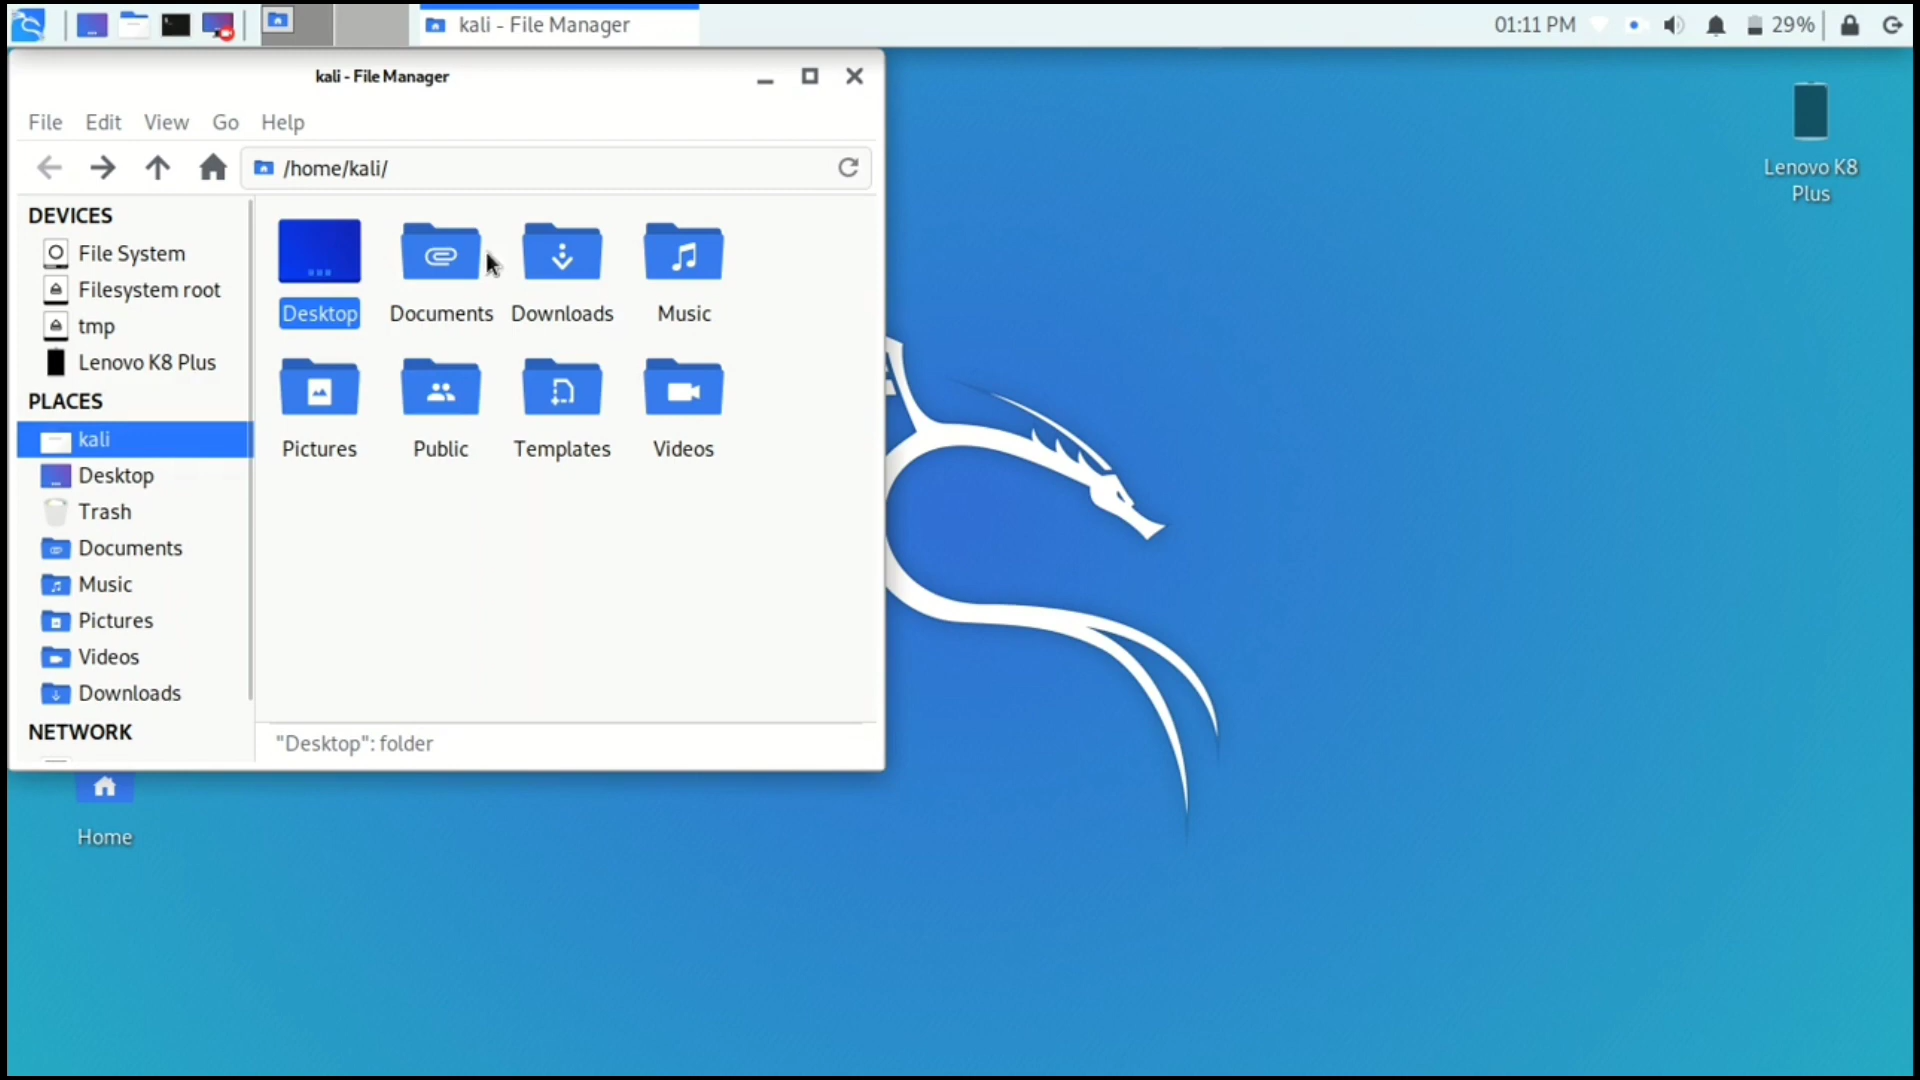 kali - File Manager
01:11 PM
29%
kali - File Manager
File Edit View Go Help
/home/kali/
DEVICES
File System
Filesystem root
tmp
Lenovo K8 Plus
PLACES
kali
Desktop
Trash
Documents
Music
Pictures
Videos
Downloads
NETWORK
Desktop Documents Downloads Music
Pictures Public Templates Videos
"Desktop": folder
Home
Lenovo K8
Plus